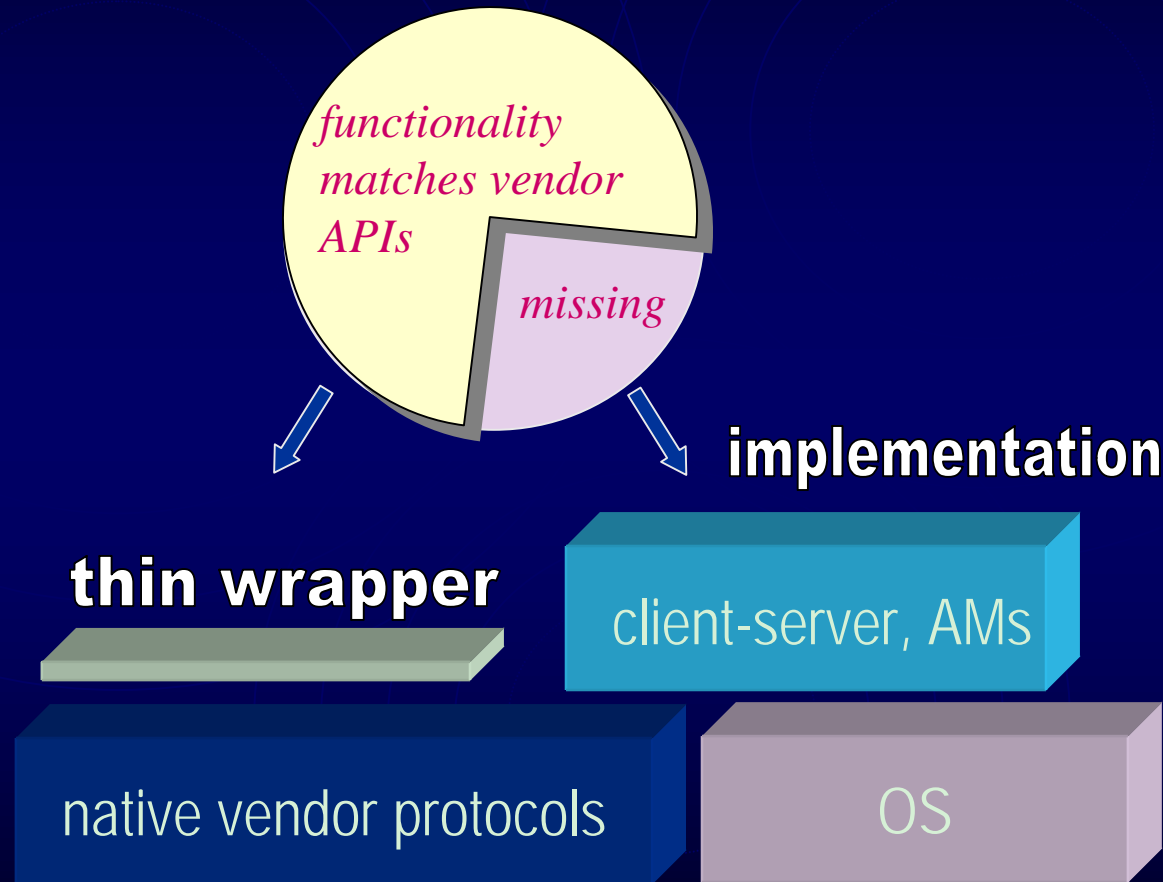 functionality
matches vendor
APIs
missing
implementation
thin wrapper
client-server, AMs
native vendor protocols
OS